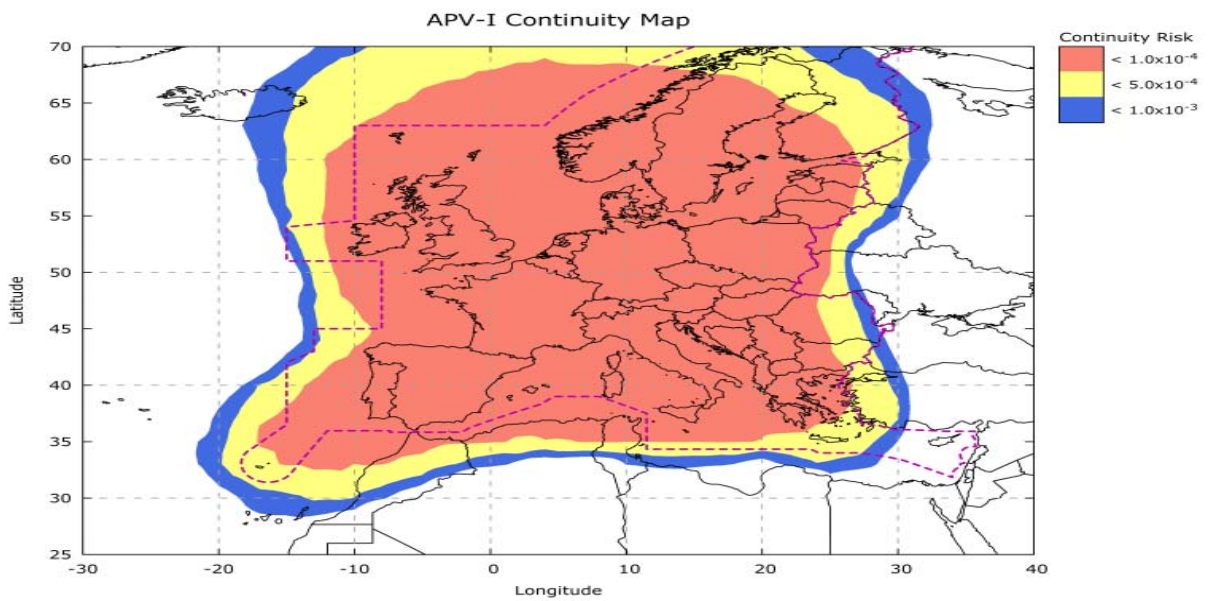 APV-I Continuity Map
Continuity Risk
< 1.0x10⁻⁴
< 5.0x10⁻⁴
< 1.0x10⁻³
Latitude
70
65
60
55
50
45
40
35
30
25
-30 -20 -10 0 10 20 30 40
Longitude